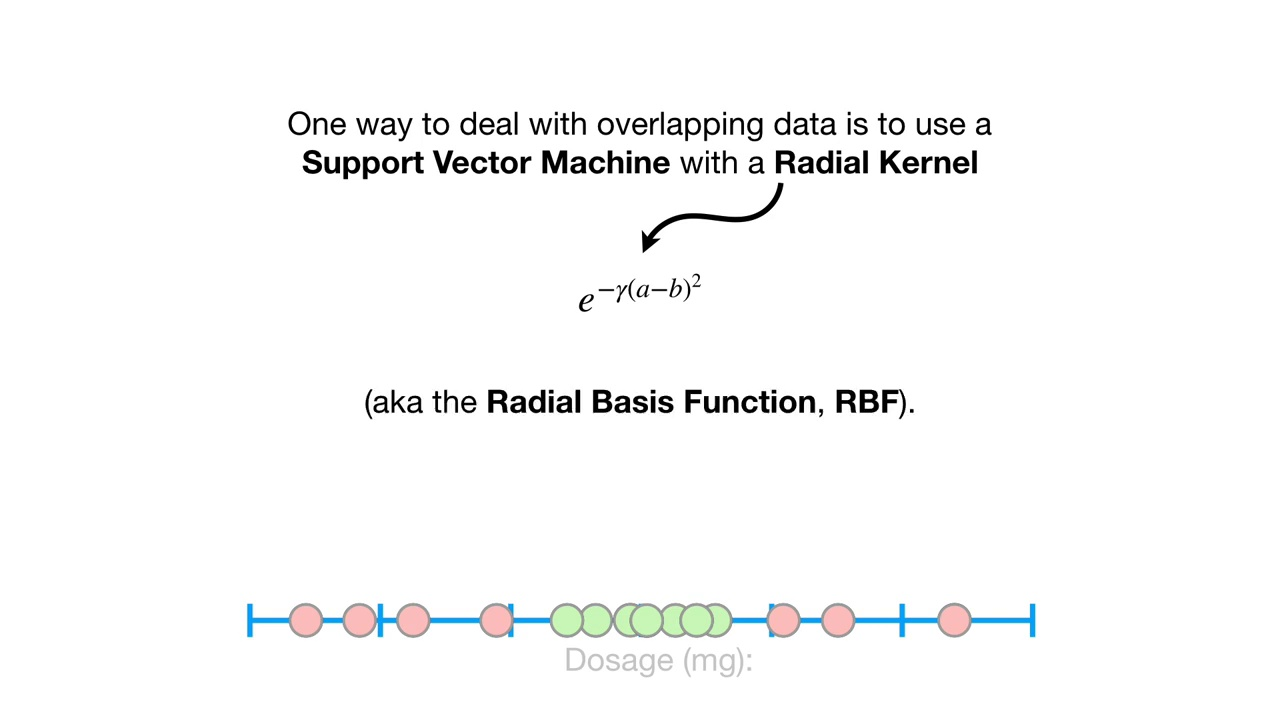 One way to deal with overlapping data is to use a
Support Vector Machine with a Radial Kernel
e^{−γ(a−b)²}
(aka the Radial Basis Function, RBF).
Dosage (mg):